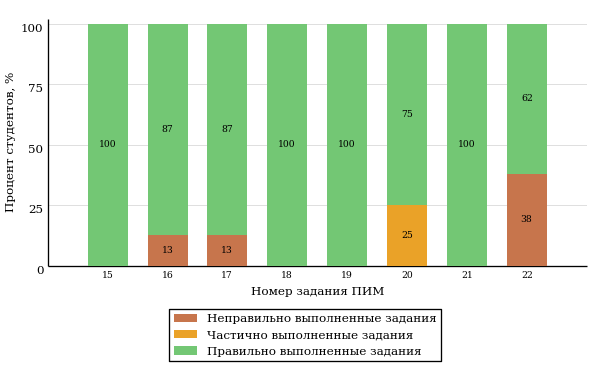 Процент студентов, %
100
75
50
25
0
100
87
13
87
13
100
100
75
25
100
62
38
15 16 17 18 19 20 21 22
Номер задания ПИМ
Неправильно выполненные задания
Частично выполненные задания
Правильно выполненные задания